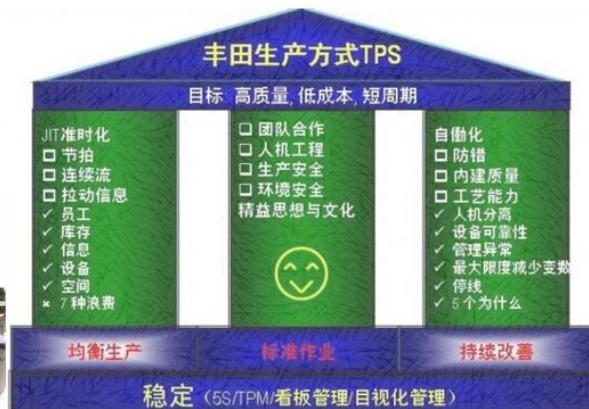 丰田生产方式TPS
目标: 高质量, 低成本, 短周期
JIT准时化
□ 节拍
□ 连续流
□ 拉动信息
✓ 员工
✓ 库存
✓ 信息
✓ 设备
✓ 空间
× 7种浪费
□ 团队合作
□ 人机工程
□ 生产安全
□ 环境安全
精益思想与文化
自働化
□ 防错
□ 内建质量
□ 工艺能力
✓ 人机分离
✓ 设备可靠性
✓ 管理异常
✓ 最大限度减少变数
✓ 停线
✓ 5个为什么
均衡生产
标准作业
持续改善
稳定（5S/TPM/看板管理/目视化管理）